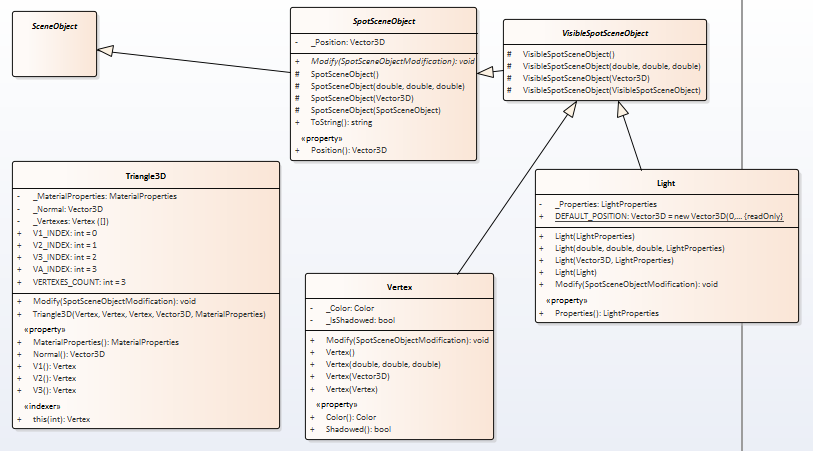 SceneObject
SpotSceneObject
- _Position: Vector3D
+ Modify(SpotSceneObjectModification): void
# SpotSceneObject()
# SpotSceneObject(double, double, double)
# SpotSceneObject(Vector3D)
# SpotSceneObject(SpotSceneObject)
+ ToString(): string
«property»
+ Position(): Vector3D
VisibleSpotSceneObject
# VisibleSpotSceneObject()
# VisibleSpotSceneObject(double, double, double)
# VisibleSpotSceneObject(Vector3D)
# VisibleSpotSceneObject(VisibleSpotSceneObject)
Triangle3D
- _MaterialProperties: MaterialProperties
- _Normal: Vector3D
- _Vertexes: Vertex ([])
+ V1_INDEX: int = 0
+ V2_INDEX: int = 1
+ V3_INDEX: int = 2
+ VA_INDEX: int = 3
+ VERTEXES_COUNT: int = 3
+ Modify(SpotSceneObjectModification): void
+ Triangle3D(Vertex, Vertex, Vertex, Vector3D, MaterialProperties)
«property»
+ MaterialProperties(): MaterialProperties
+ Normal(): Vector3D
+ V1(): Vertex
+ V2(): Vertex
+ V3(): Vertex
«indexer»
+ this(int): Vertex
Vertex
- _Color: Color
- _IsShadowed: bool
+ Modify(SpotSceneObjectModification): void
+ Vertex()
+ Vertex(double, double, double)
+ Vertex(Vector3D)
+ Vertex(Vertex)
«property»
+ Color(): Color
+ Shadowed(): bool
Light
- _Properties: LightProperties
+ DEFAULT_POSITION: Vector3D = new Vector3D(0,... {readOnly}
+ Light(LightProperties)
+ Light(double, double, double, LightProperties)
+ Light(Vector3D, LightProperties)
+ Light(Light)
+ Modify(SpotSceneObjectModification): void
«property»
+ Properties(): LightProperties